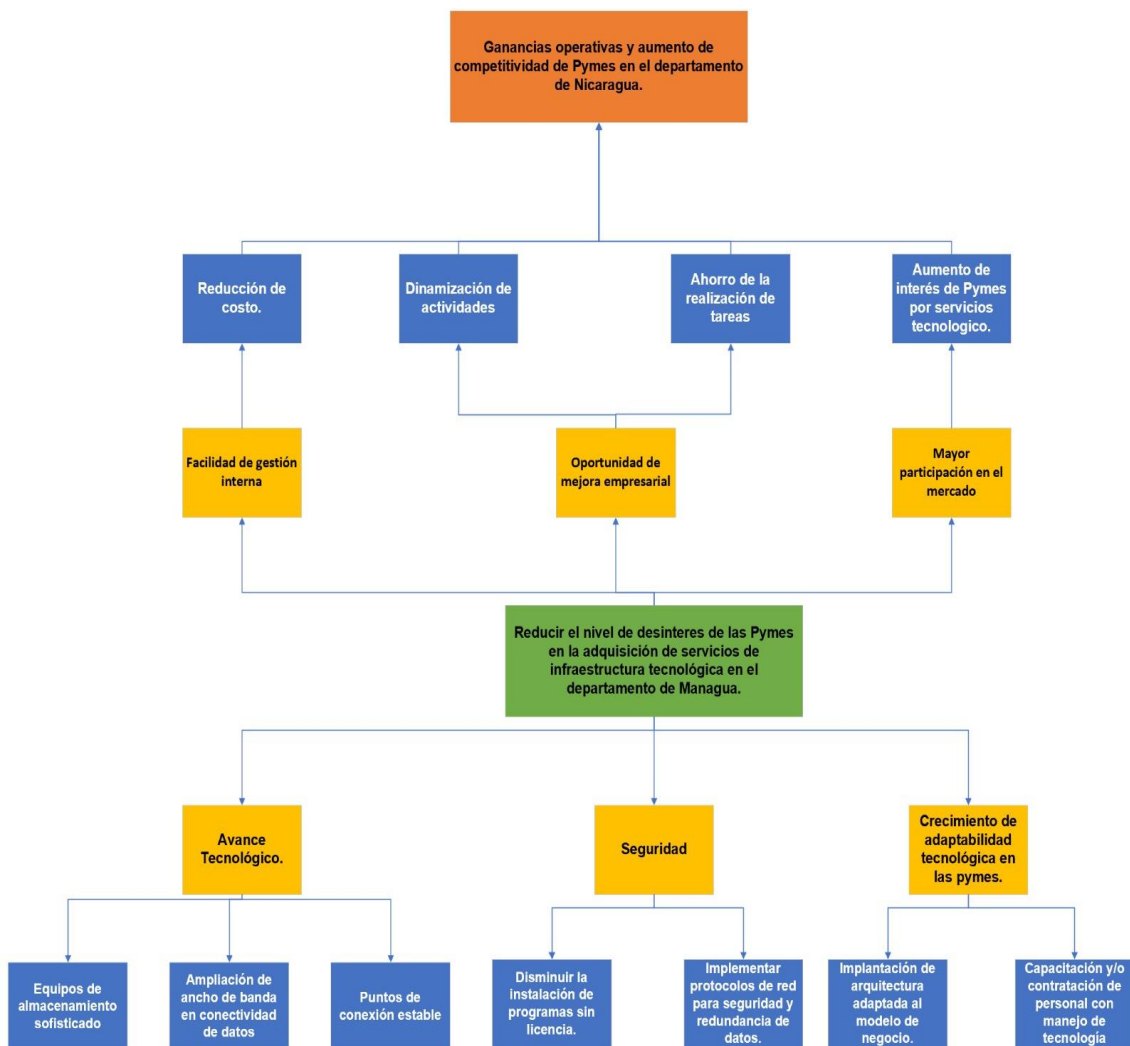 Ganancias operativas y aumento de
competitividad de Pymes en el departamento
de Nicaragua.
Reducción de
costo.
Dinamización de
actividades
Ahorro de la
realización de
tareas
Aumento de
interés de Pymes
por servicios
tecnologico.
Facilidad de gestión
interna
Oportunidad de
mejora empresarial
Mayor
participación en el
mercado
Reducir el nivel de desinteres de las Pymes
en la adquisición de servicios de
infraestructura tecnológica en el
departamento de Managua.
Avance
Tecnológico.
Seguridad
Crecimiento de
adaptabilidad
tecnológica en
las pymes.
Equipos de
almacenamiento
sofisticado
Ampliación de
ancho de banda
en conectividad
de datos
Puntos de
conexión estable
Disminuir la
instalación de
programas sin
licencia.
Implementar
protocolos de red
para seguridad y
redundancia de
datos.
Implantación de
arquitectura
adaptada al
modelo de
negocio.
Capacitación y/o
contratación de
personal con
manejo de
tecnología